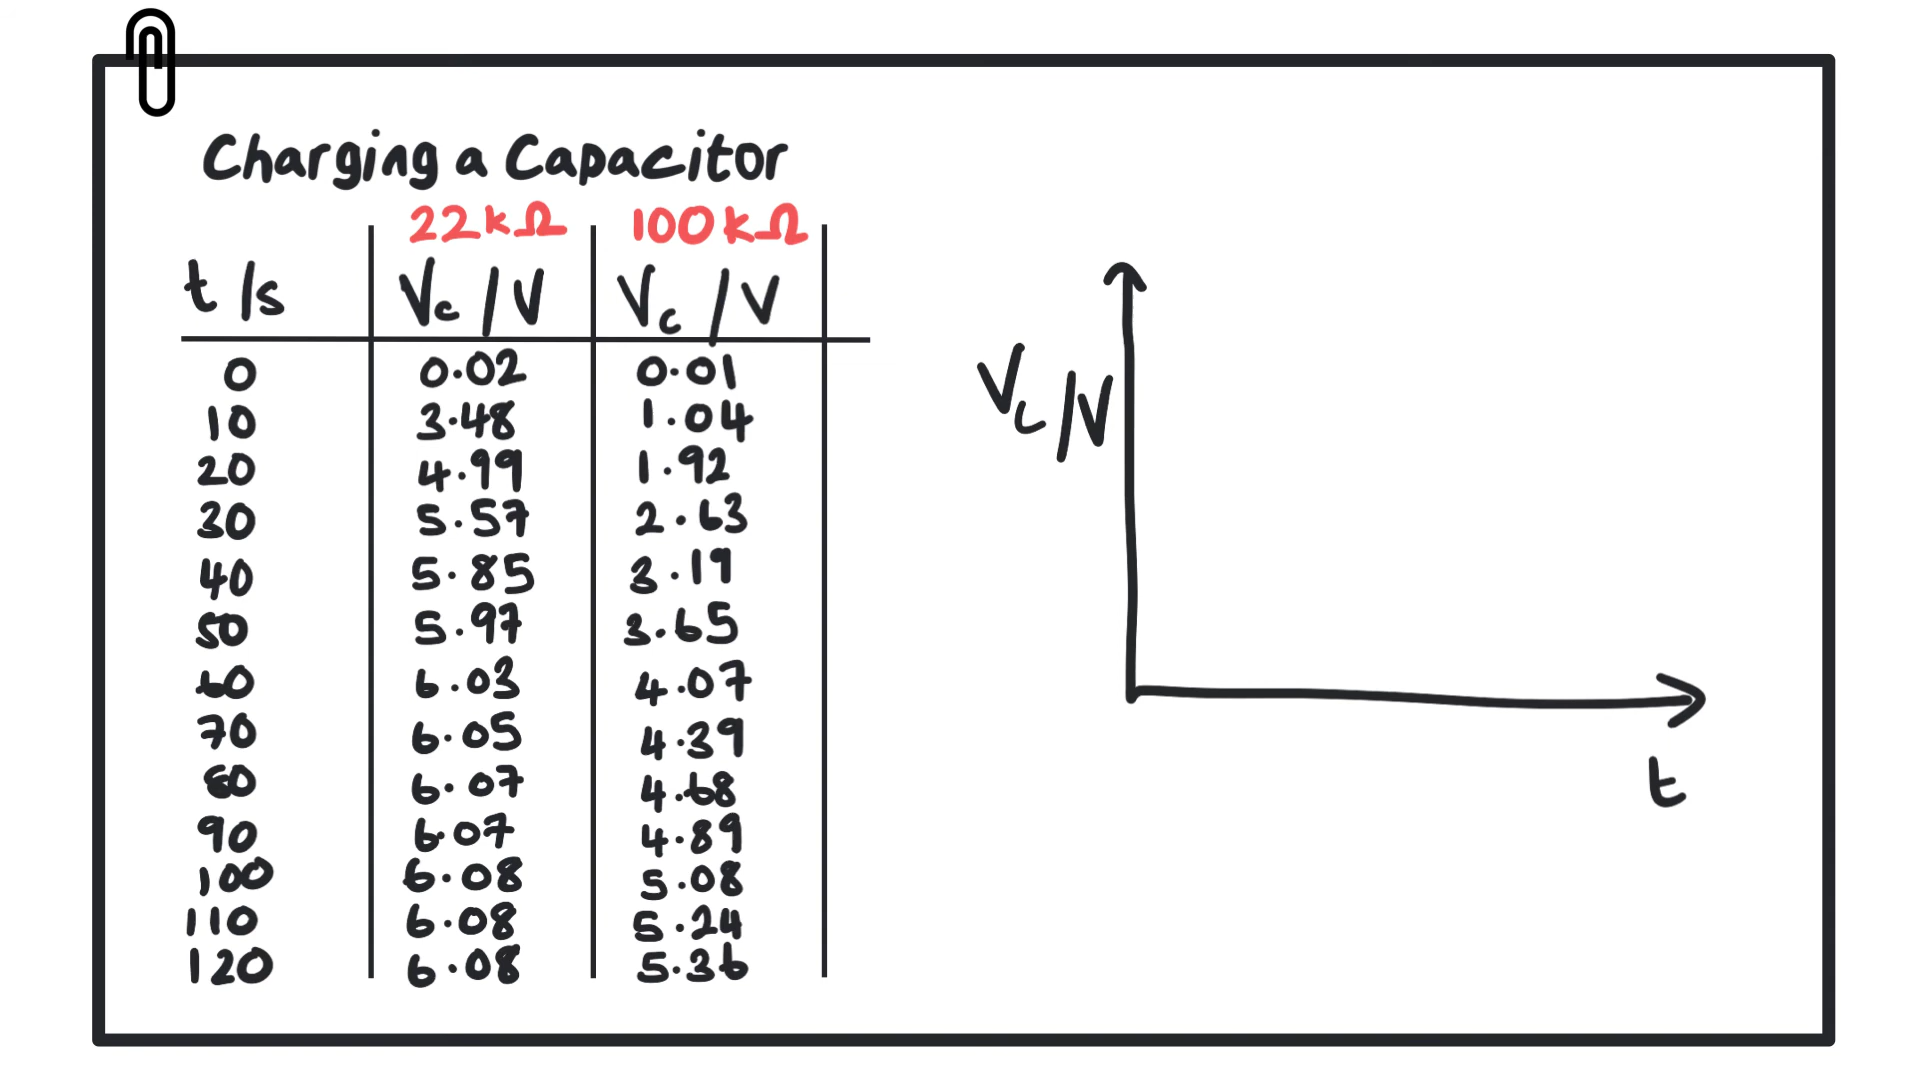 Charging a Capacitor
22kΩ 100kΩ
t/s Vc/V Vc/V
0 0.02 0.01
10 3.48 1.04
20 4.99 1.92
30 5.57 2.63
40 5.85 3.19
50 5.97 3.65
60 6.03 4.07
70 6.05 4.39
80 6.07 4.68
90 6.07 4.89
100 6.08 5.08
110 6.08 5.24
120 6.08 5.36
Vc/V
t